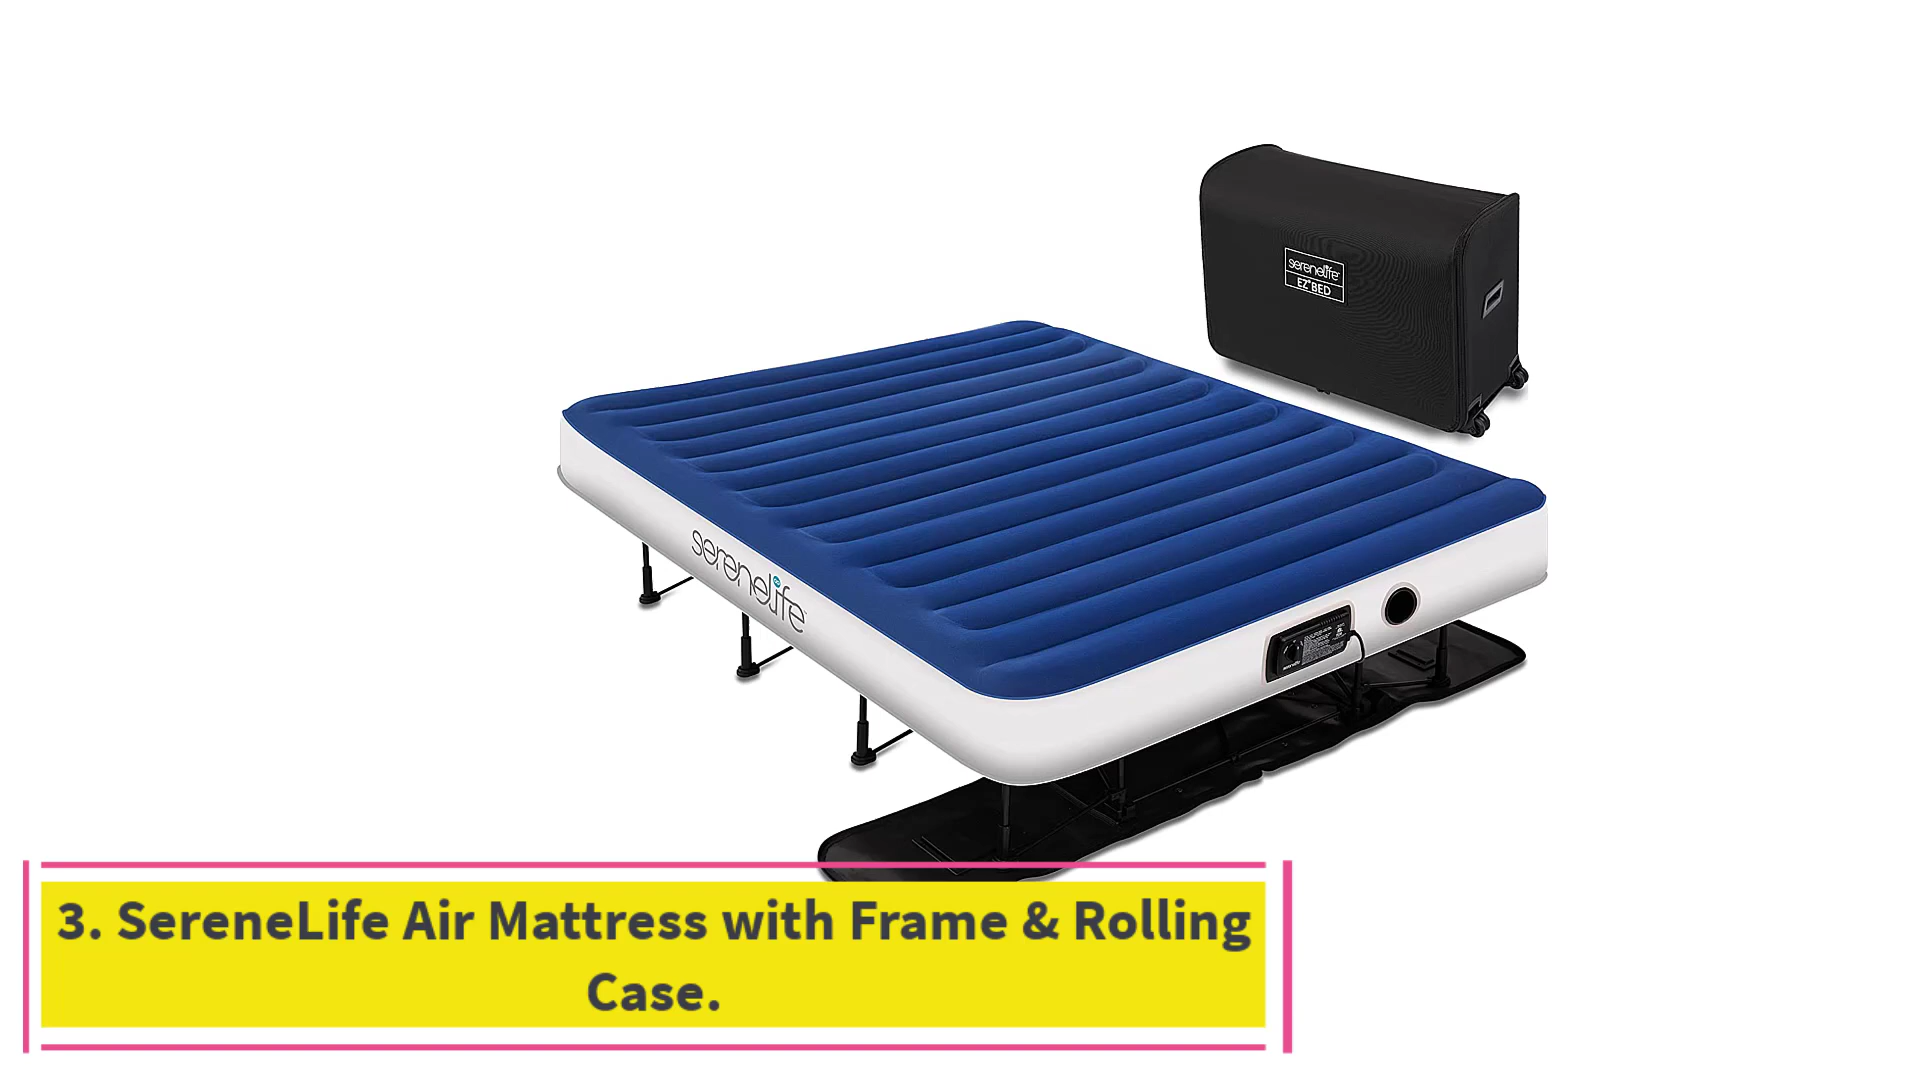 serenelife
EZ BED
serenelife
3. SereneLife Air Mattress with Frame & Rolling
Case.